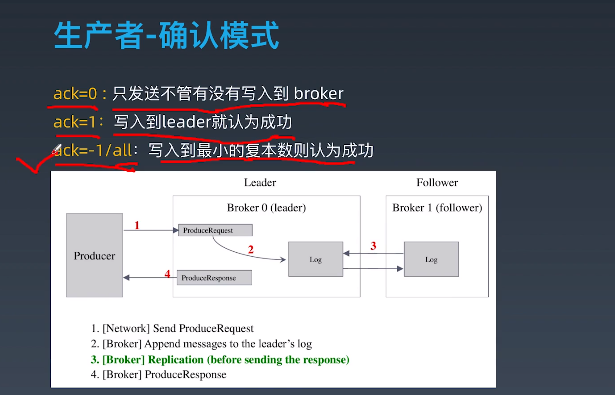 生产者-确认模式
ack=0 : 只发送不管有没有写入到 broker
ack=1：写入到leader就认为成功
ack=-1/all：写入到最小的复本数则认为成功
Leader
Follower
Broker 0 (leader)
Broker 1 (follower)
Producer
1
ProduceRequest
2
Log
3
Log
4
ProduceResponse
1. [Network] Send ProduceRequest
2. [Broker] Append messages to the leader's log
3. [Broker] Replication (before sending the response)
4. [Broker] ProduceResponse